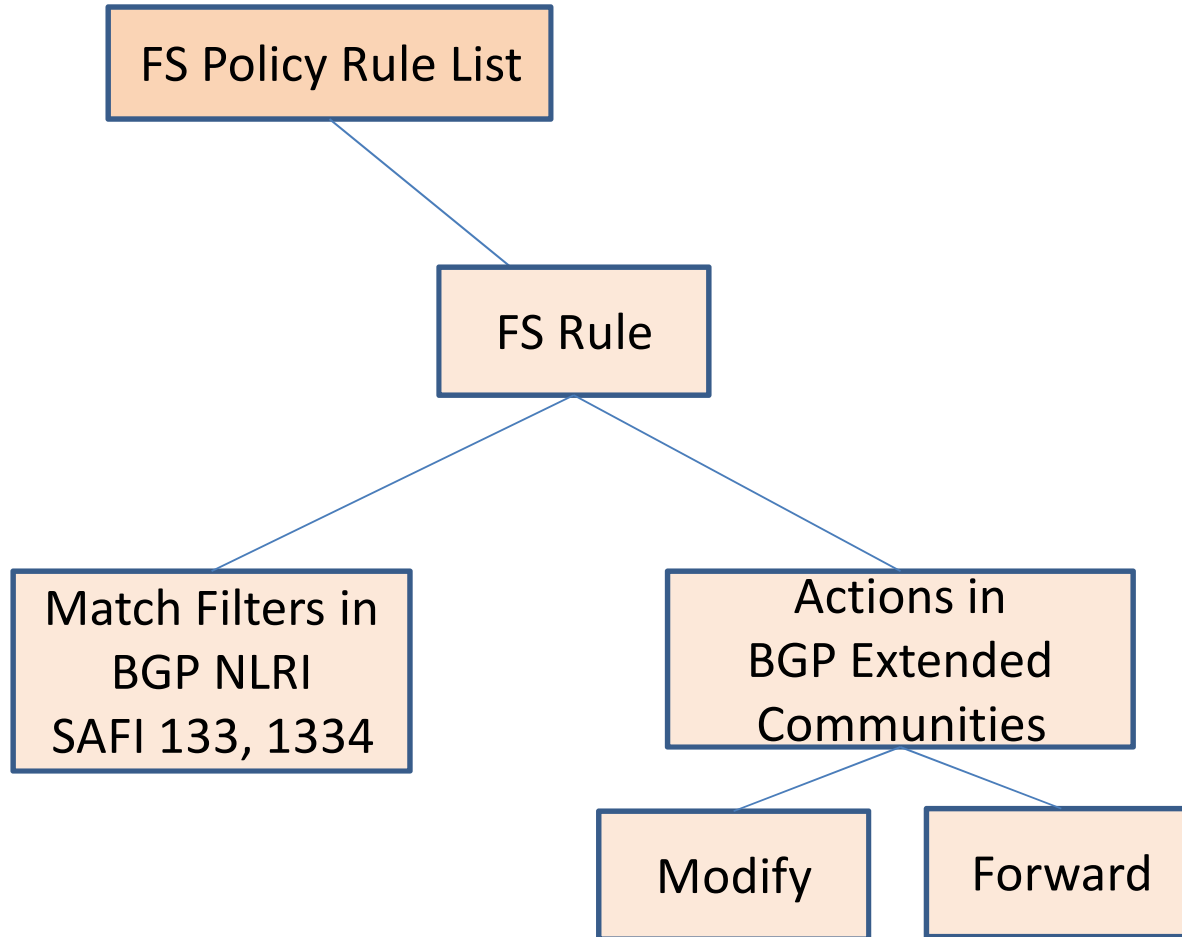 FS Policy Rule List
FS Rule
Match Filters in
BGP NLRI
SAFI 133, 1334
Actions in
BGP Extended
Communities
Modify
Forward